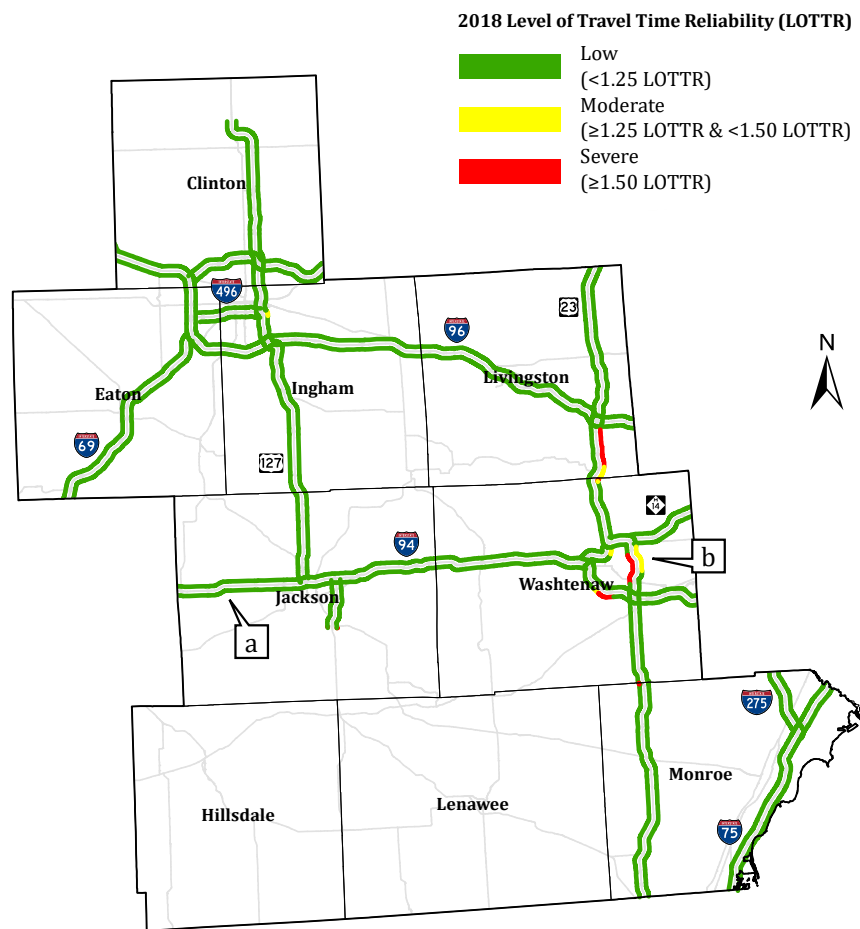 2018 Level of Travel Time Reliability (LOTTR)
Low
(<1.25 LOTTR)
Moderate
(≥1.25 LOTTR & <1.50 LOTTR)
Severe
(≥1.50 LOTTR)
Clinton
496
23
96
N
Livingston
Eaton
Ingham
69
127
M
14
94
b
Washtenaw
Jackson
a
275
Monroe
Lenawee
Hillsdale
75